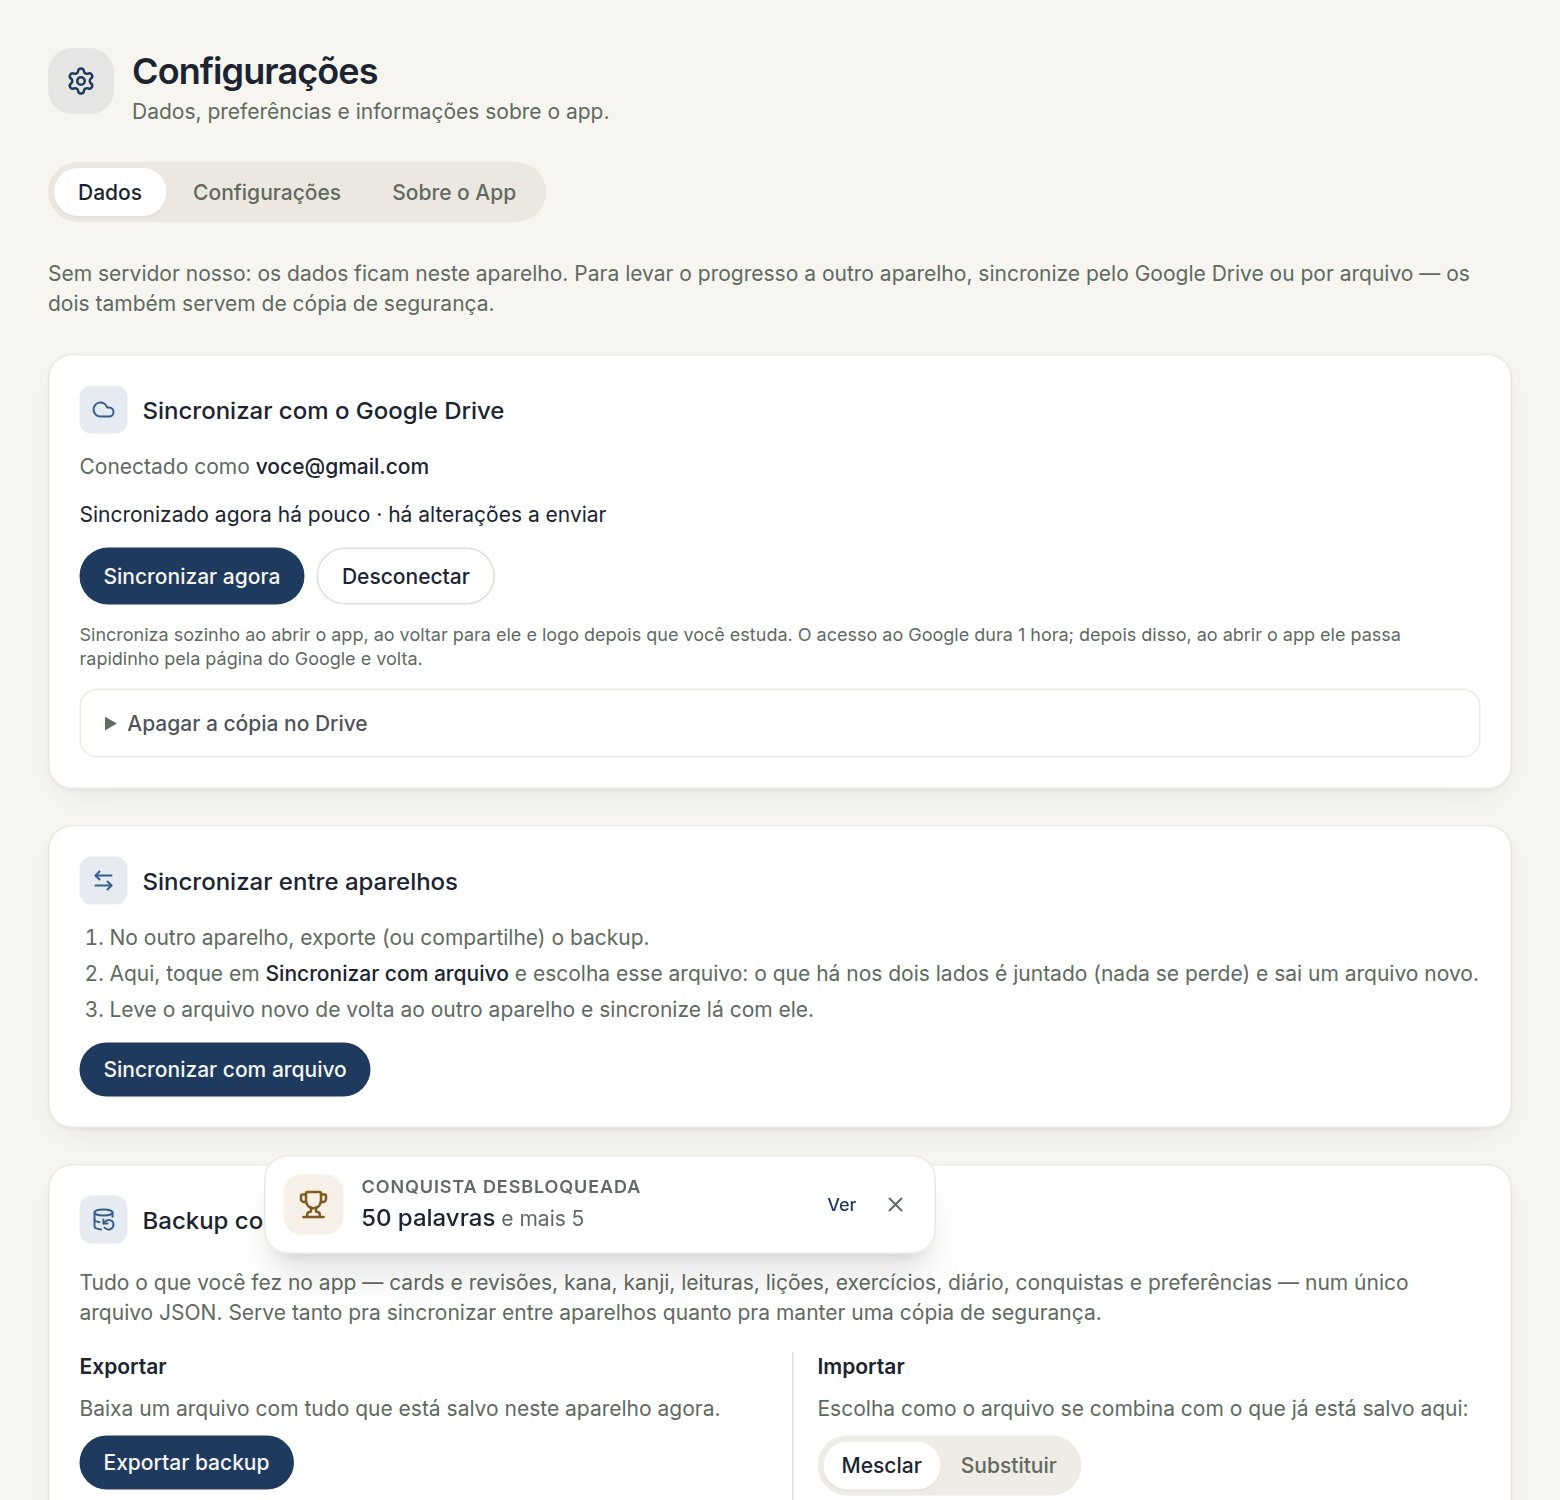 Configurações
Dados, preferências e informações sobre o app.
Dados
Configurações
Sobre o App
Sem servidor nosso: os dados ficam neste aparelho. Para levar o progresso a outro aparelho, sincronize pelo Google Drive ou por arquivo — os
dois também servem de cópia de segurança.
Sincronizar com o Google Drive
Conectado como voce@gmail.com
Sincronizado agora há pouco · há alterações a enviar
Sincronizar agora
Desconectar
Sincroniza sozinho ao abrir o app, ao voltar para ele e logo depois que você estuda. O acesso ao Google dura 1 hora; depois disso, ao abrir o app ele passa
rapidinho pela página do Google e volta.
Apagar a cópia no Drive
Sincronizar entre aparelhos
1. No outro aparelho, exporte (ou compartilhe) o backup.
2. Aqui, toque em Sincronizar com arquivo e escolha esse arquivo: o que há nos dois lados é juntado (nada se perde) e sai um arquivo novo.
3. Leve o arquivo novo de volta ao outro aparelho e sincronize lá com ele.
Sincronizar com arquivo
Backup co
CONQUISTA DESBLOQUEADA
50 palavras e mais 5
Ver
Tudo o que você fez no app — cards e revisões, kana, kanji, leituras, lições, exercícios, diário, conquistas e preferências — num único
arquivo JSON. Serve tanto pra sincronizar entre aparelhos quanto pra manter uma cópia de segurança.
Exportar
Baixa um arquivo com tudo que está salvo neste aparelho agora.
Exportar backup
Importar
Escolha como o arquivo se combina com o que já está salvo aqui:
Mesclar
Substituir